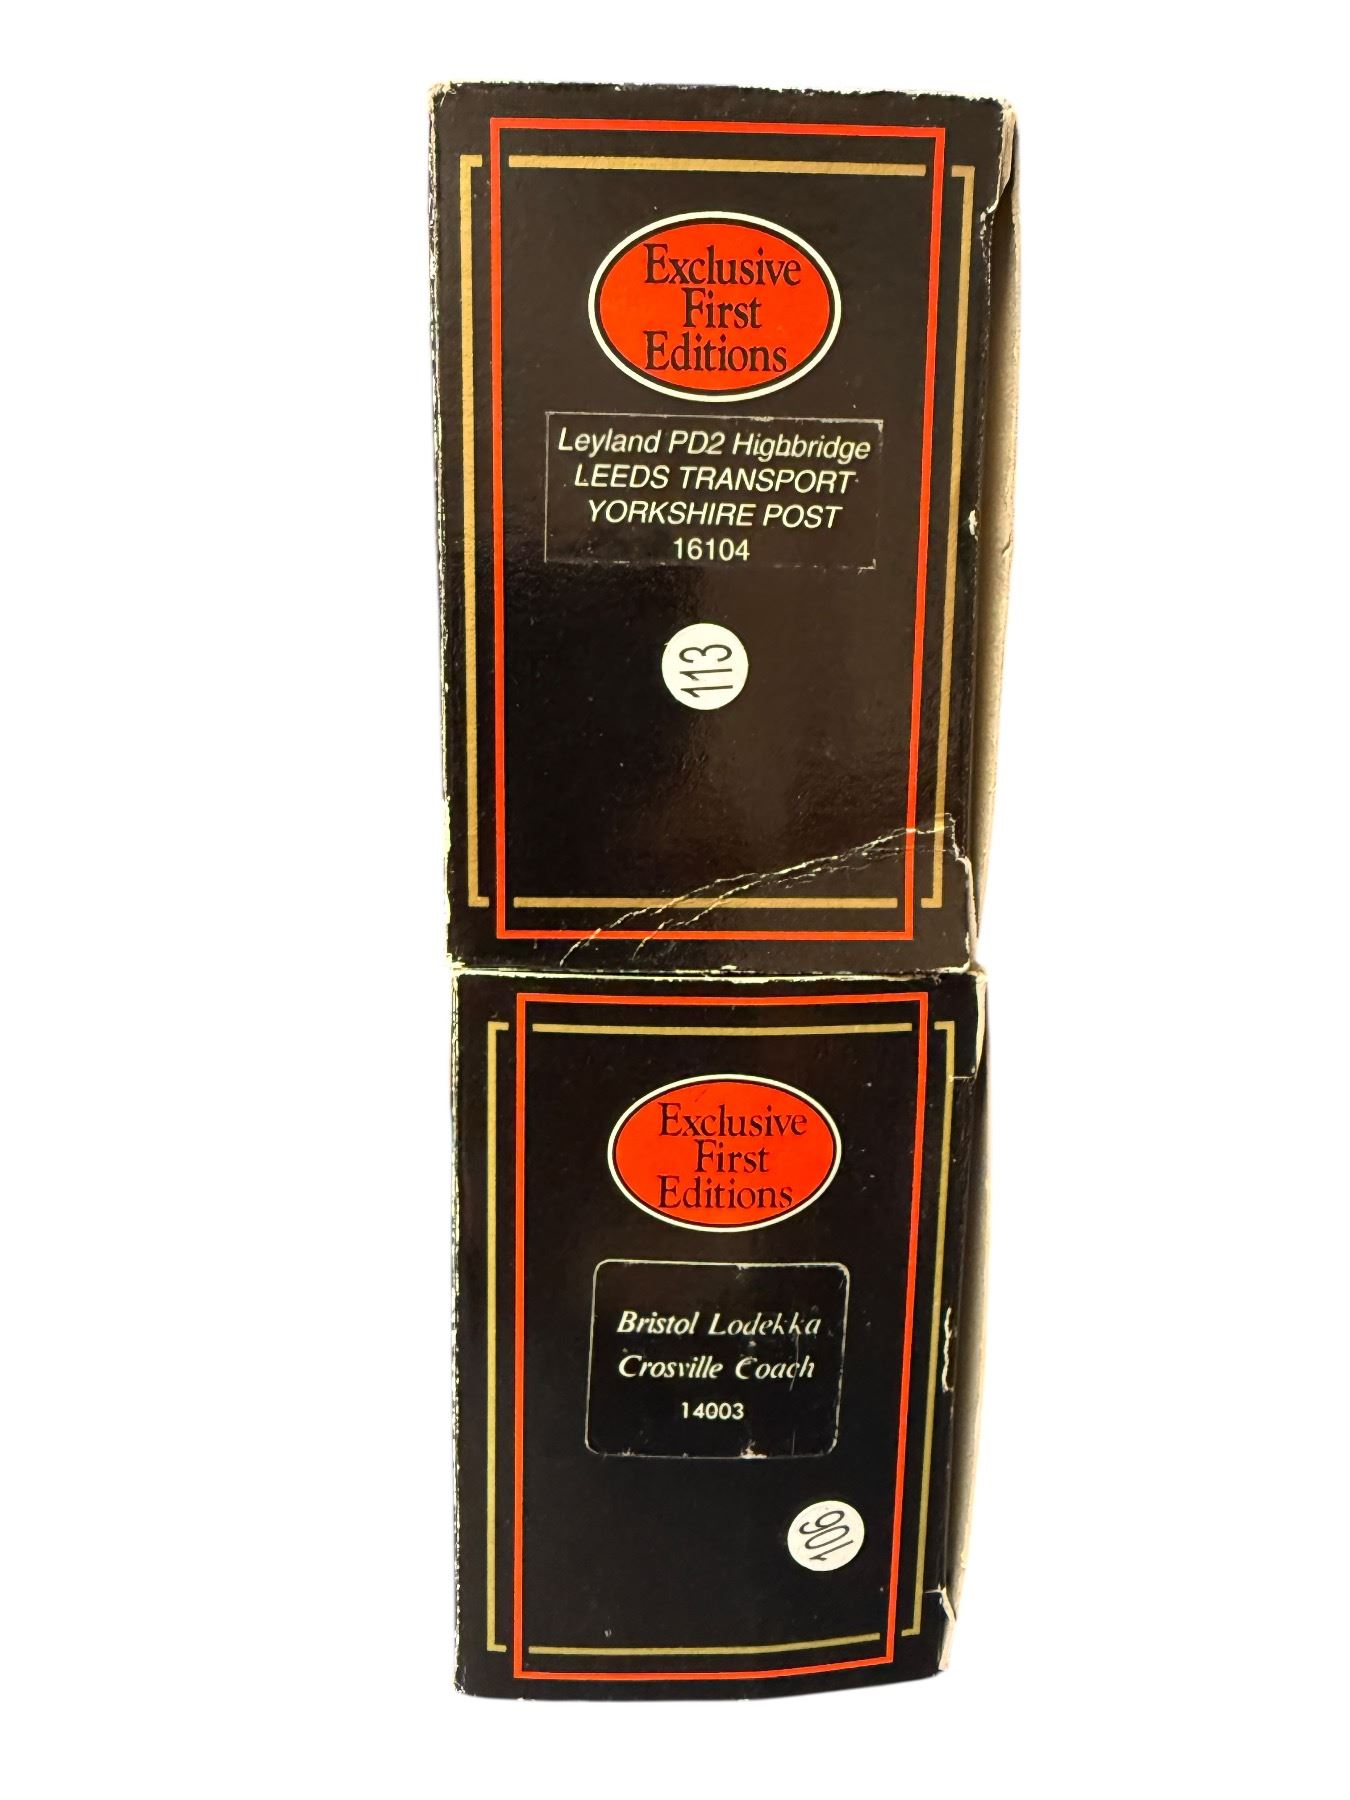 Exclusive
First
Editions
Leyland PD2 Highbridge
LEEDS TRANSPORT
YORKSHIRE POST
16104
113
Exclusive
First
Editions
Bristol Lodekka
Crosville Coach
14003
106